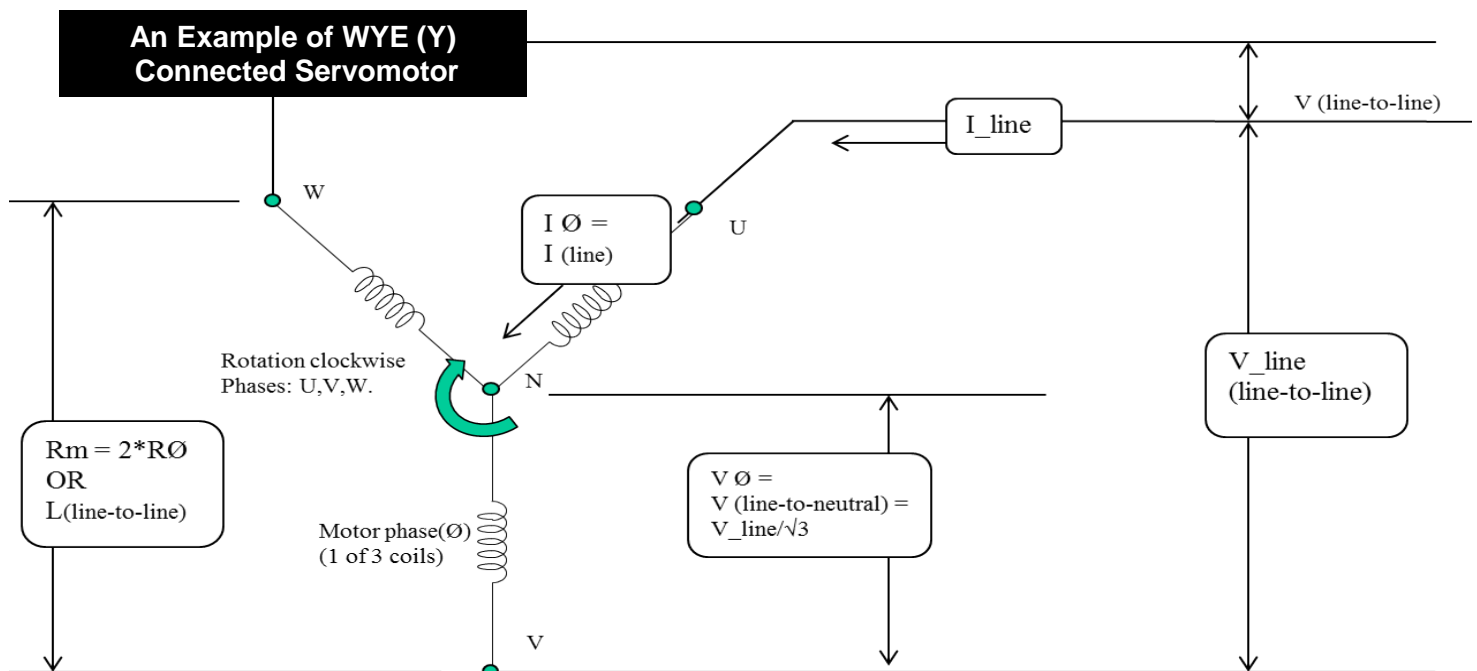 An Example of WYE (Y)
Connected Servomotor
V (line-to-line)
I_line
W
I Ø =
I (line)
U
Rotation clockwise
Phases: U,V,W.
N
V_line
(line-to-line)
Rm = 2*RØ
OR
L(line-to-line)
V Ø =
V (line-to-neutral) =
V_line/√3
Motor phase(Ø)
(1 of 3 coils)
V